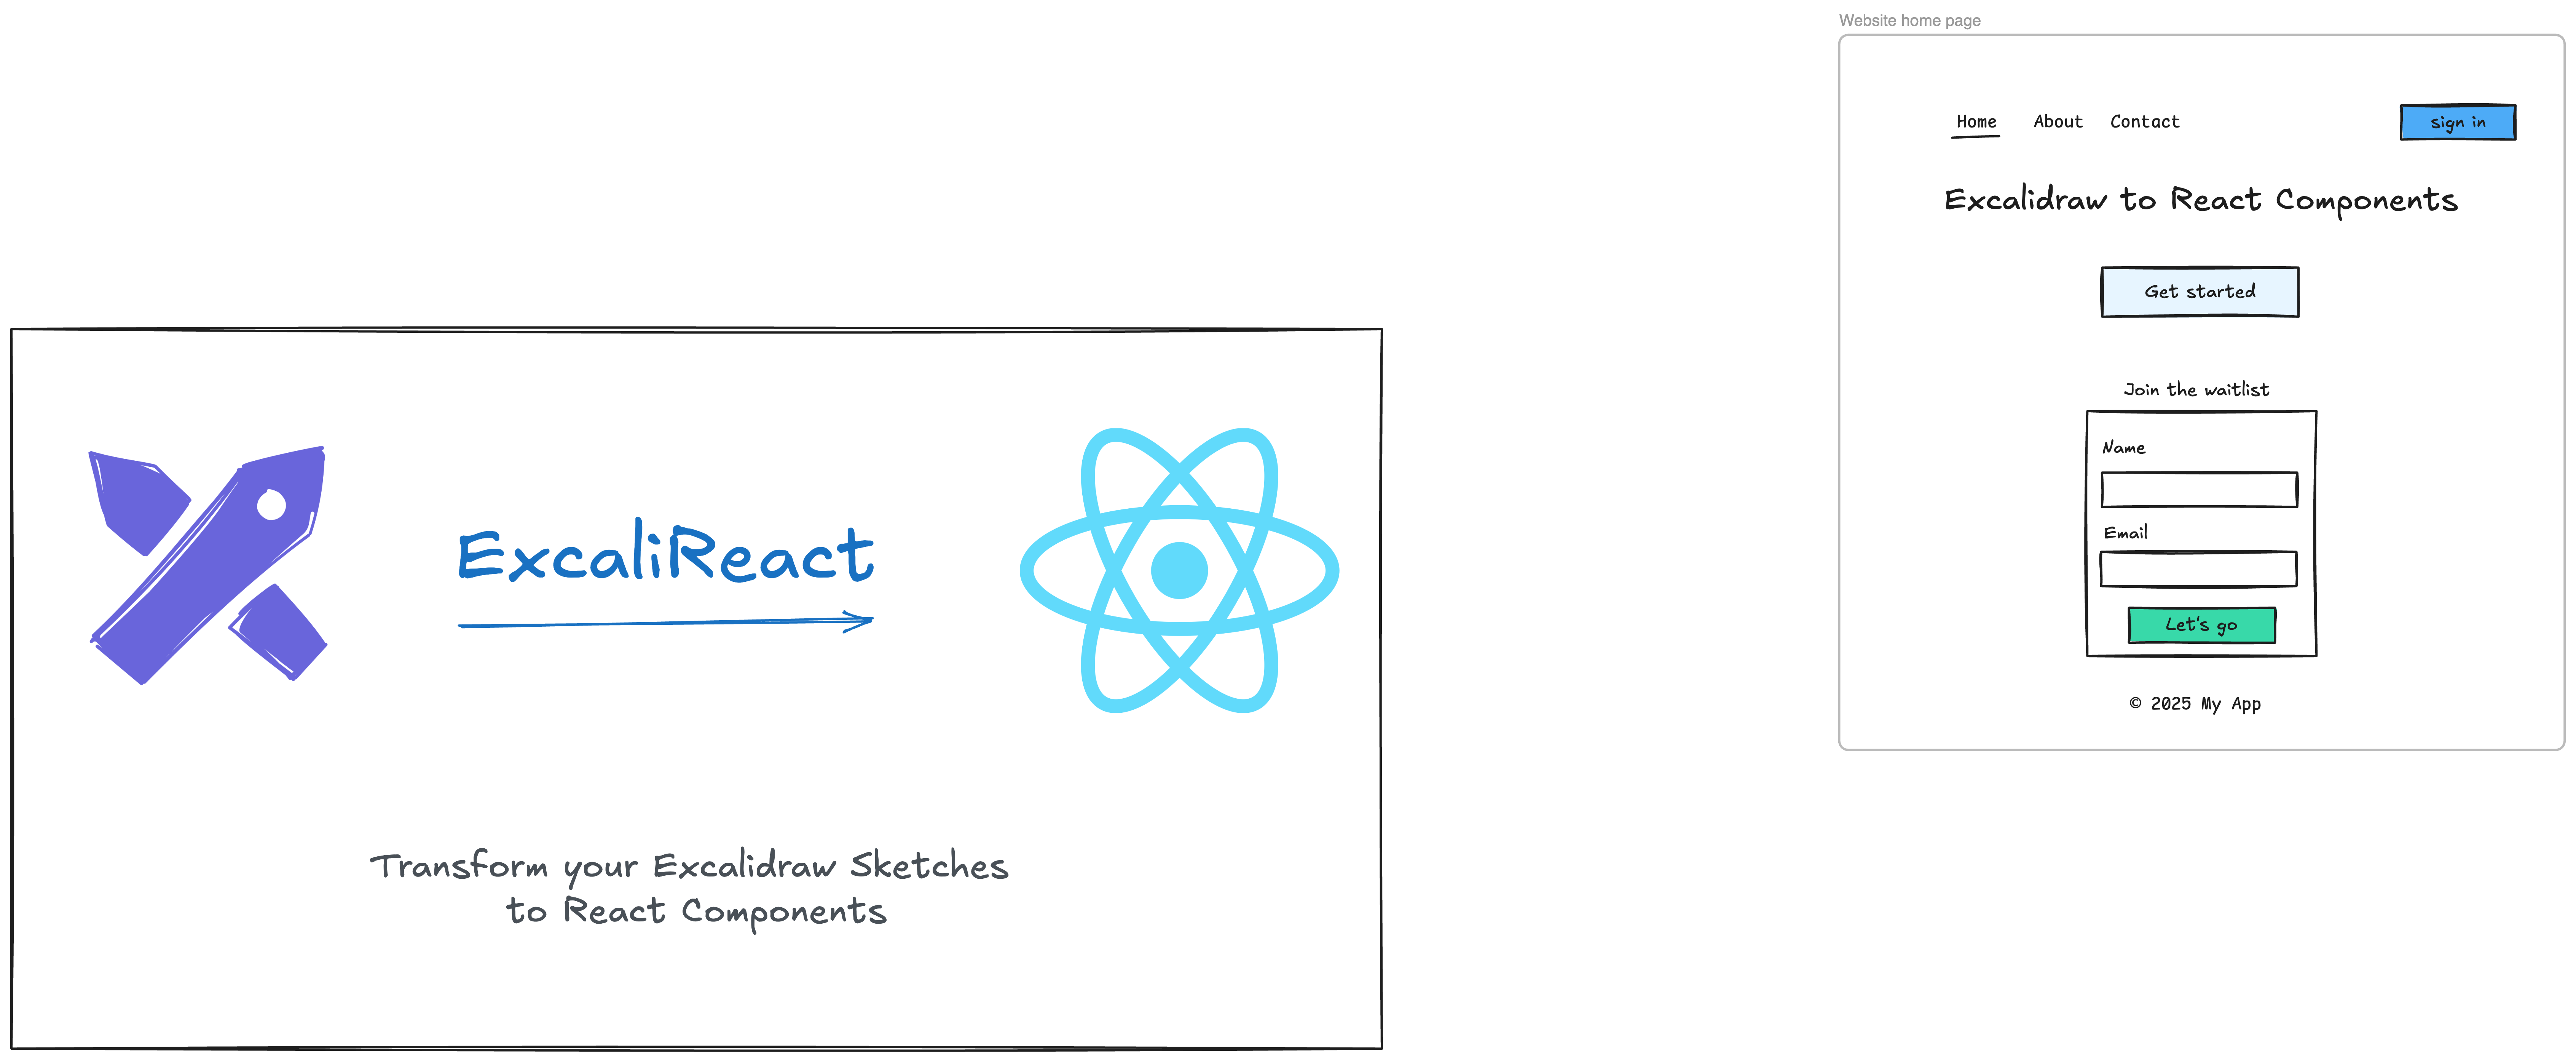 ExcaliReact
Transform your Excalidraw Sketches
to React Components
Website home page
Home About Contact Sign in
Excalidraw to React Components
Get started
Join the waitlist
Name
Email
Let's go
© 2025 My App